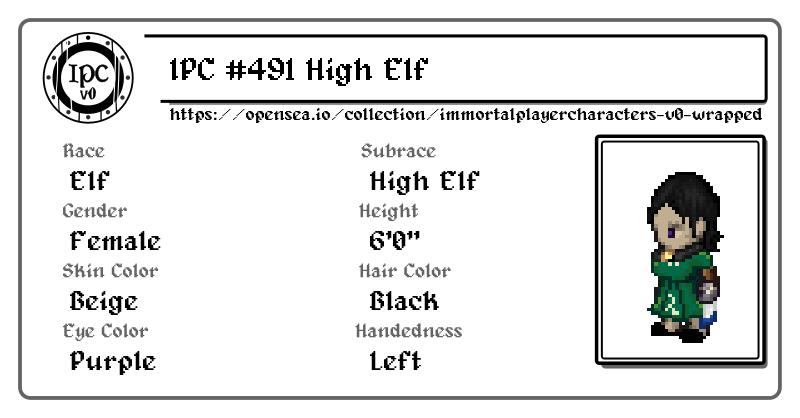 IPC v0
IPC #491 High Elf
https://opensea.io/collection/immortalplayercharacters-v0-wrapped
Race
Subrace
Elf
High Elf
Gender
Height
Female
6'0"
Skin Color
Hair Color
Beige
Black
Eye Color
Handedness
Purple
Left